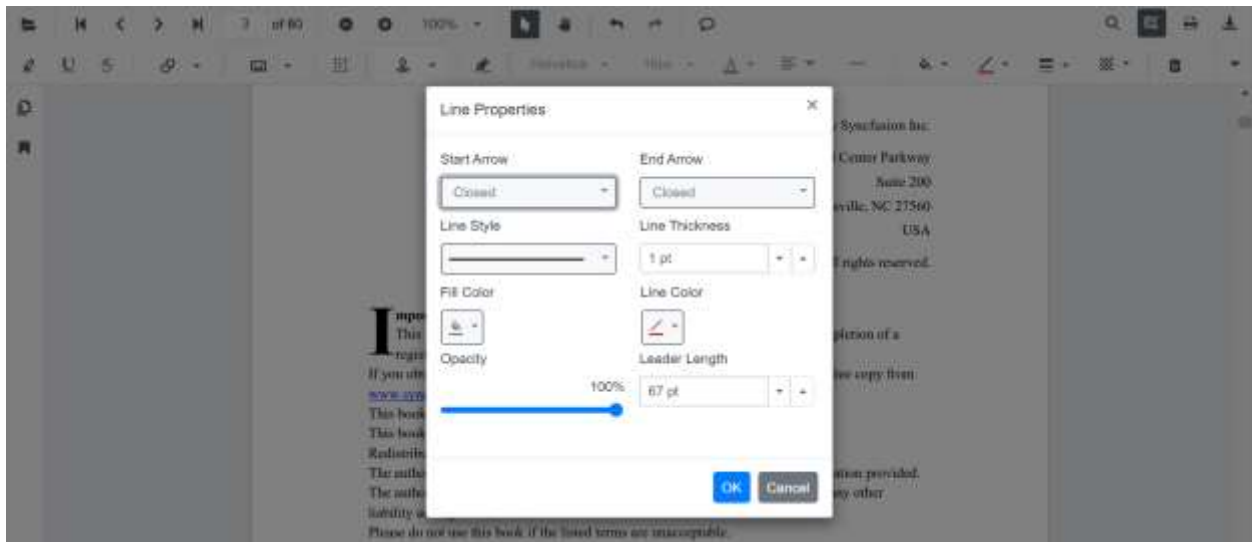 3 of 80 100%
U S Helvetica
Line Properties
Syncfusion Inc.
Start Arrow End Arrow
Center Parkway
Closed Closed
Suite 200
NC 27560
Line Style Line Thickness
USA
1 pt
rights reserved.
Fill Color Line Color
This
of a
Opacity Leader Length
If you
copy from
100% 67 pt
This book
This book
The
provided.
OK Cancel
The
other
liability
Please do not use this book if the listed terms are unacceptable.